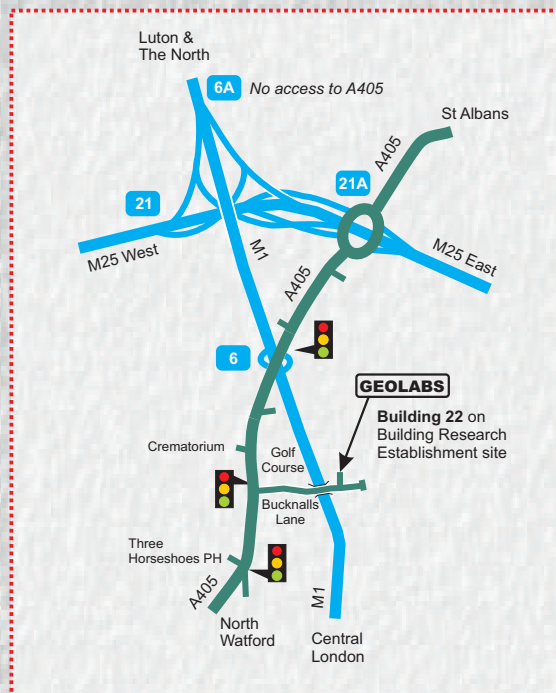 Luton &
The North
6A
No access to A405
St Albans
A405
21A
21
M25 West
M1
M25 East
A405
6
GEOLABS
Building 22 on
Building Research
Establishment site
Crematorium
Golf
Course
Bucknalls
Lane
Three
Horseshoes PH
A405
M1
North
Watford
Central
London